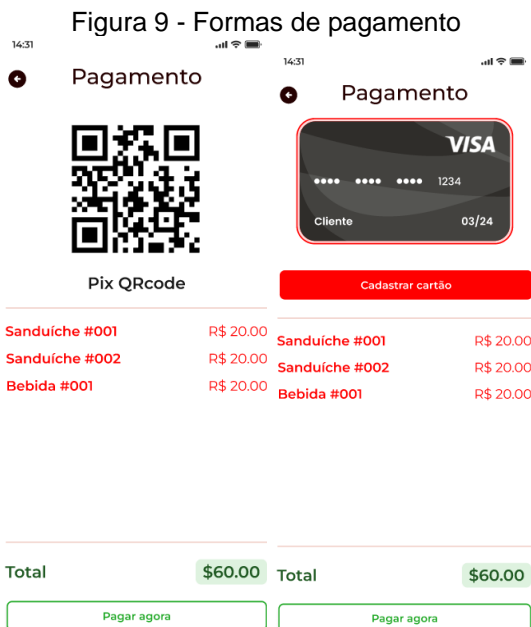 Figura 9 - Formas de pagamento
14:31
Pagamento
Pix QRcode
Sanduíche #001 R$ 20.00
Sanduíche #002 R$ 20.00
Bebida #001 R$ 20.00
Total $60.00
Pagar agora
14:31
Pagamento
VISA
•••• •••• •••• 1234
Cliente 03/24
Cadastrar cartão
Sanduíche #001 R$ 20.00
Sanduíche #002 R$ 20.00
Bebida #001 R$ 20.00
Total $60.00
Pagar agora